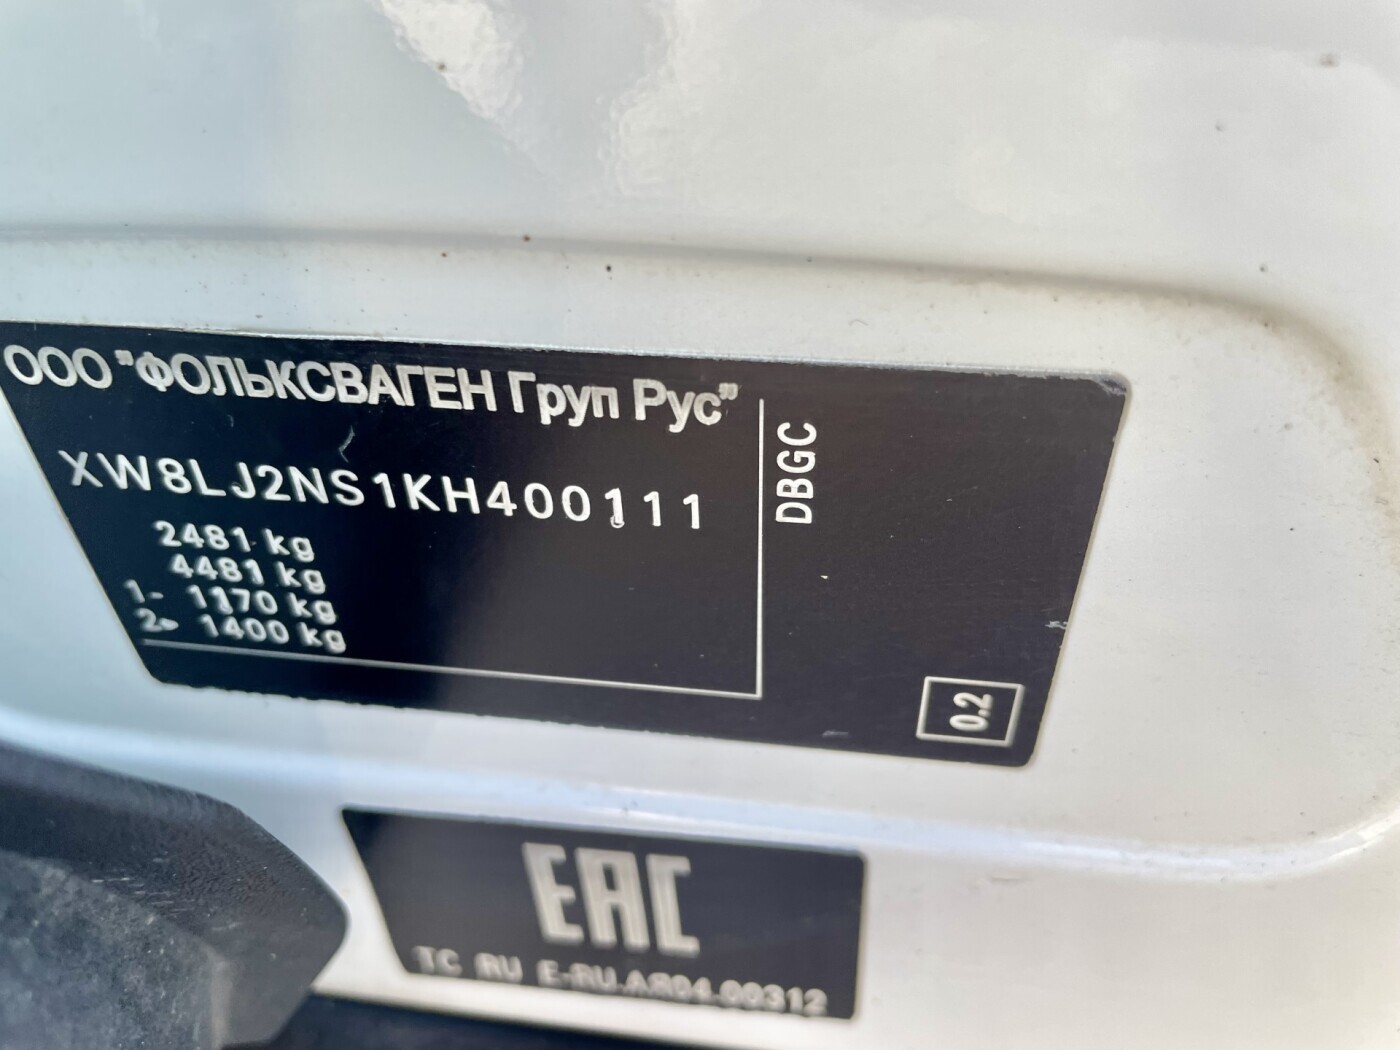 ООО "ФОЛЬКСВАГЕН Груп Рус"
XW8LJ2NS1KH400111
2481 kg
4481 kg
1- 1170 kg
2- 1400 kg
DBGC
0.2
EAC
TC RU E-RU.АЯ04.00312